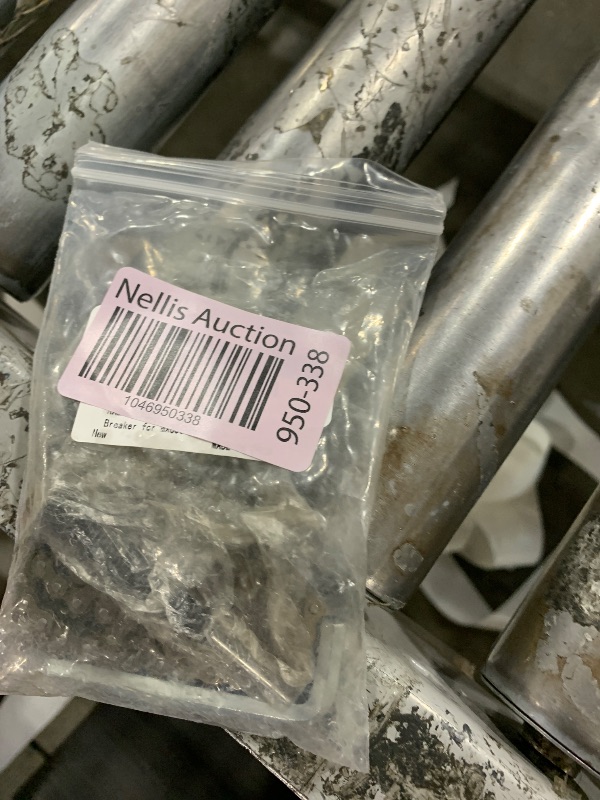 Nellis Auction
1046950338
950-338
Breaker for
New